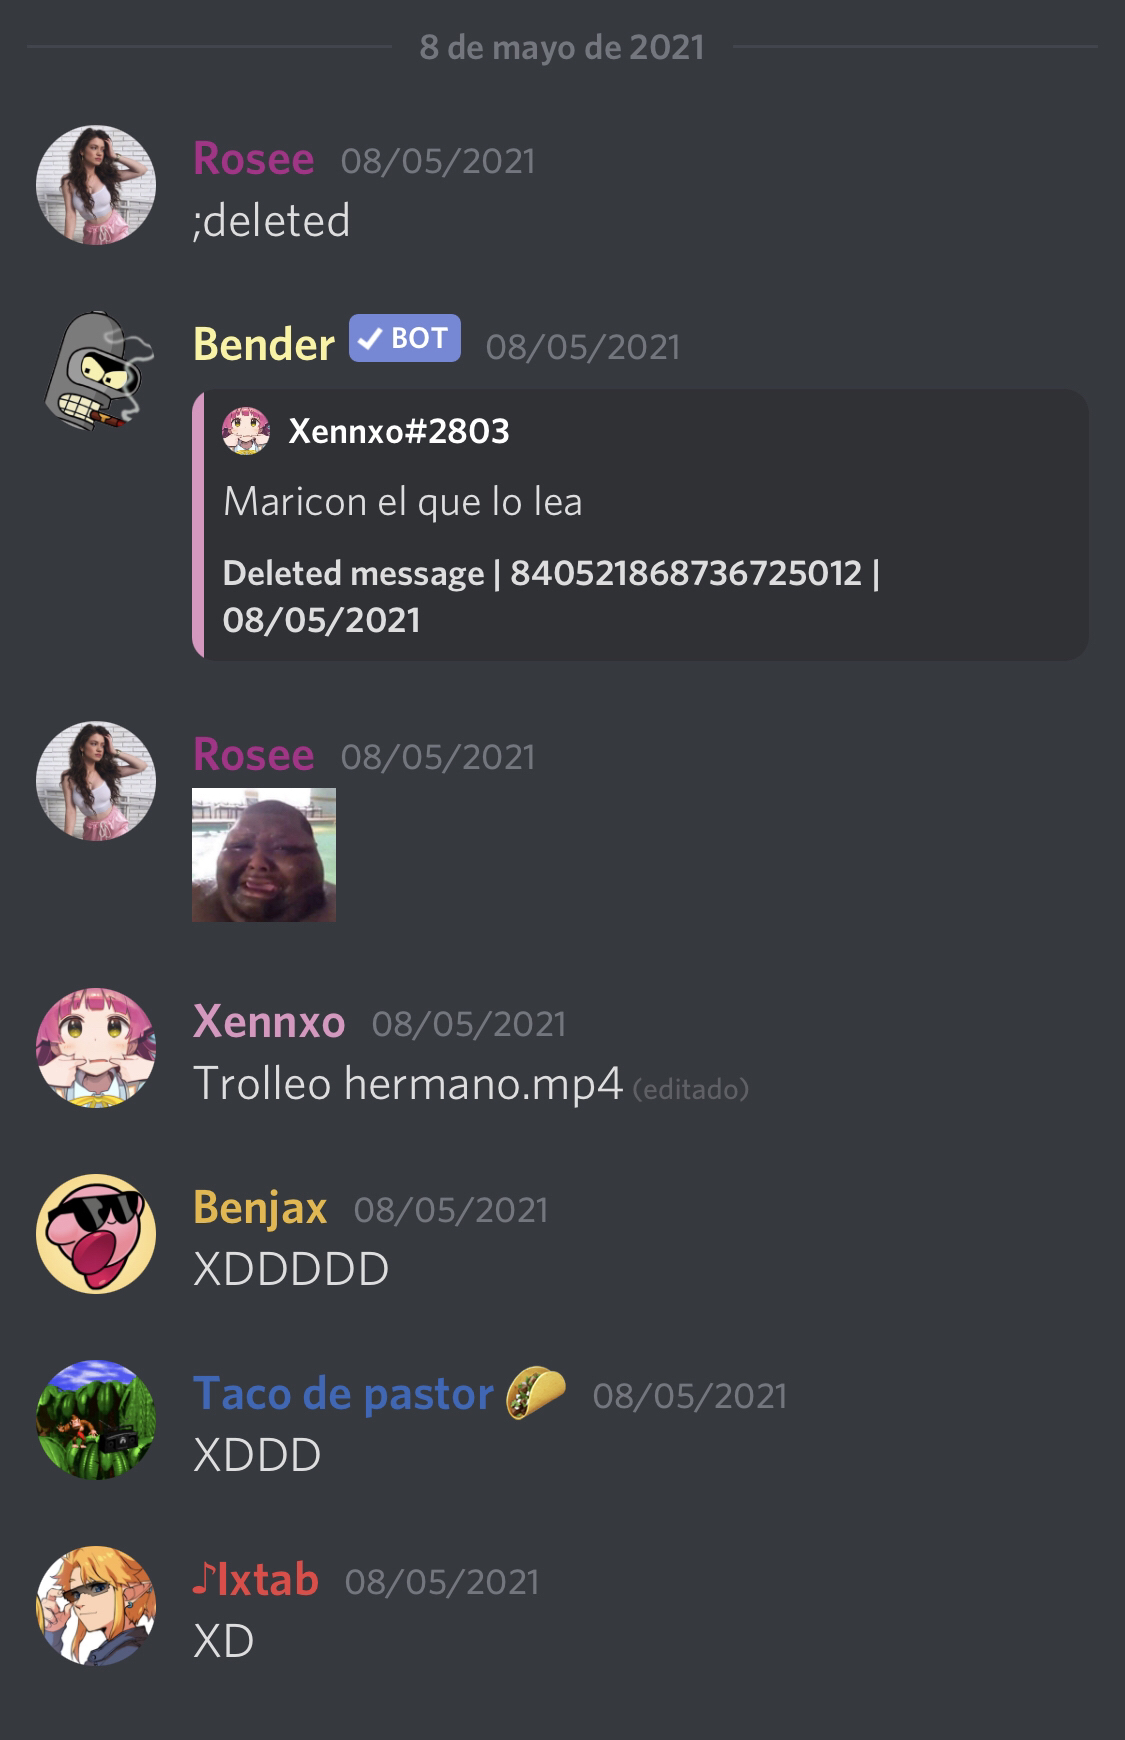 8 de mayo de 2021
Rosee 08/05/2021
;deleted
Bender BOT 08/05/2021
Xennxo#2803
Maricon el que lo lea
Deleted message | 840521868736725012 |
08/05/2021
Rosee 08/05/2021
Xennxo 08/05/2021
Trolleo hermano.mp4 (editado)
Benjax 08/05/2021
XDDDDD
Taco de pastor 🌮 08/05/2021
XDDD
♪Ixtab 08/05/2021
XD